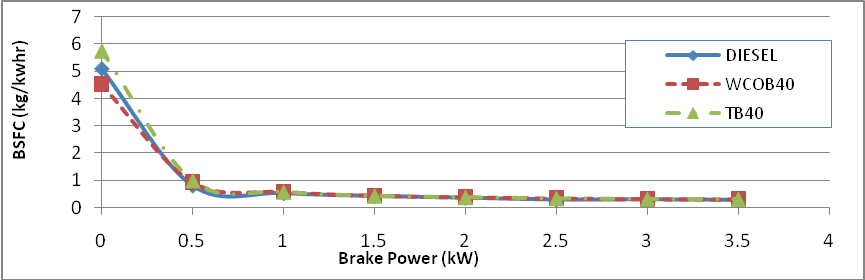 7
6
5
4
3
2
1
0
BSFC (kg/kwhr)
DIESEL
WCOB40
TB40
0 0.5 1 1.5 2 2.5 3 3.5 4
Brake Power (kW)